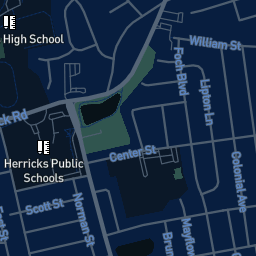 High School
William St
Foch Blvd
Lipton Ln
Rd
Center St
Herricks Public
Schools
Colonial Ave
Scott St
Norman St